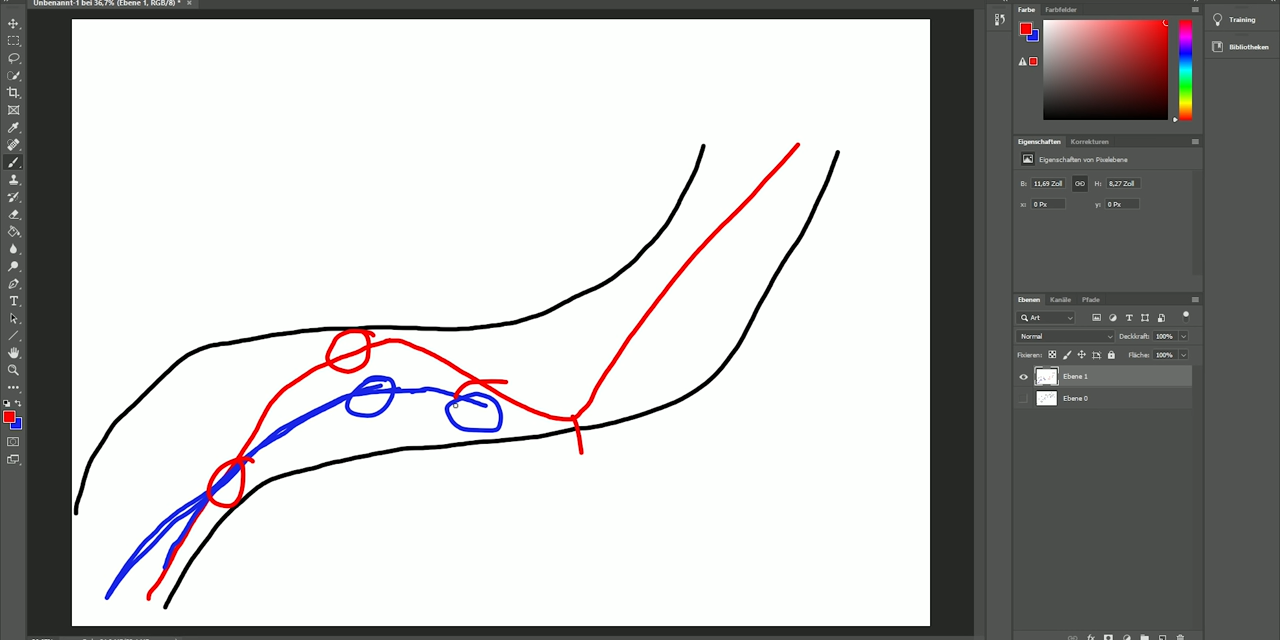 Unbenannt-1 bei 36,7% (Ebene 1, RGB/8) *
Farbe Farbfelder
Training
Bibliotheken
Eigenschaften Korrekturen
Eigenschaften von Pixelebene
B: 11,69 Zoll H: 8,27 Zoll
x: 0 Px y: 0 Px
Ebenen Kanäle Pfade
Art
Normal Deckkraft: 100%
Fixieren: Fläche: 100%
Ebene 1
Ebene 0